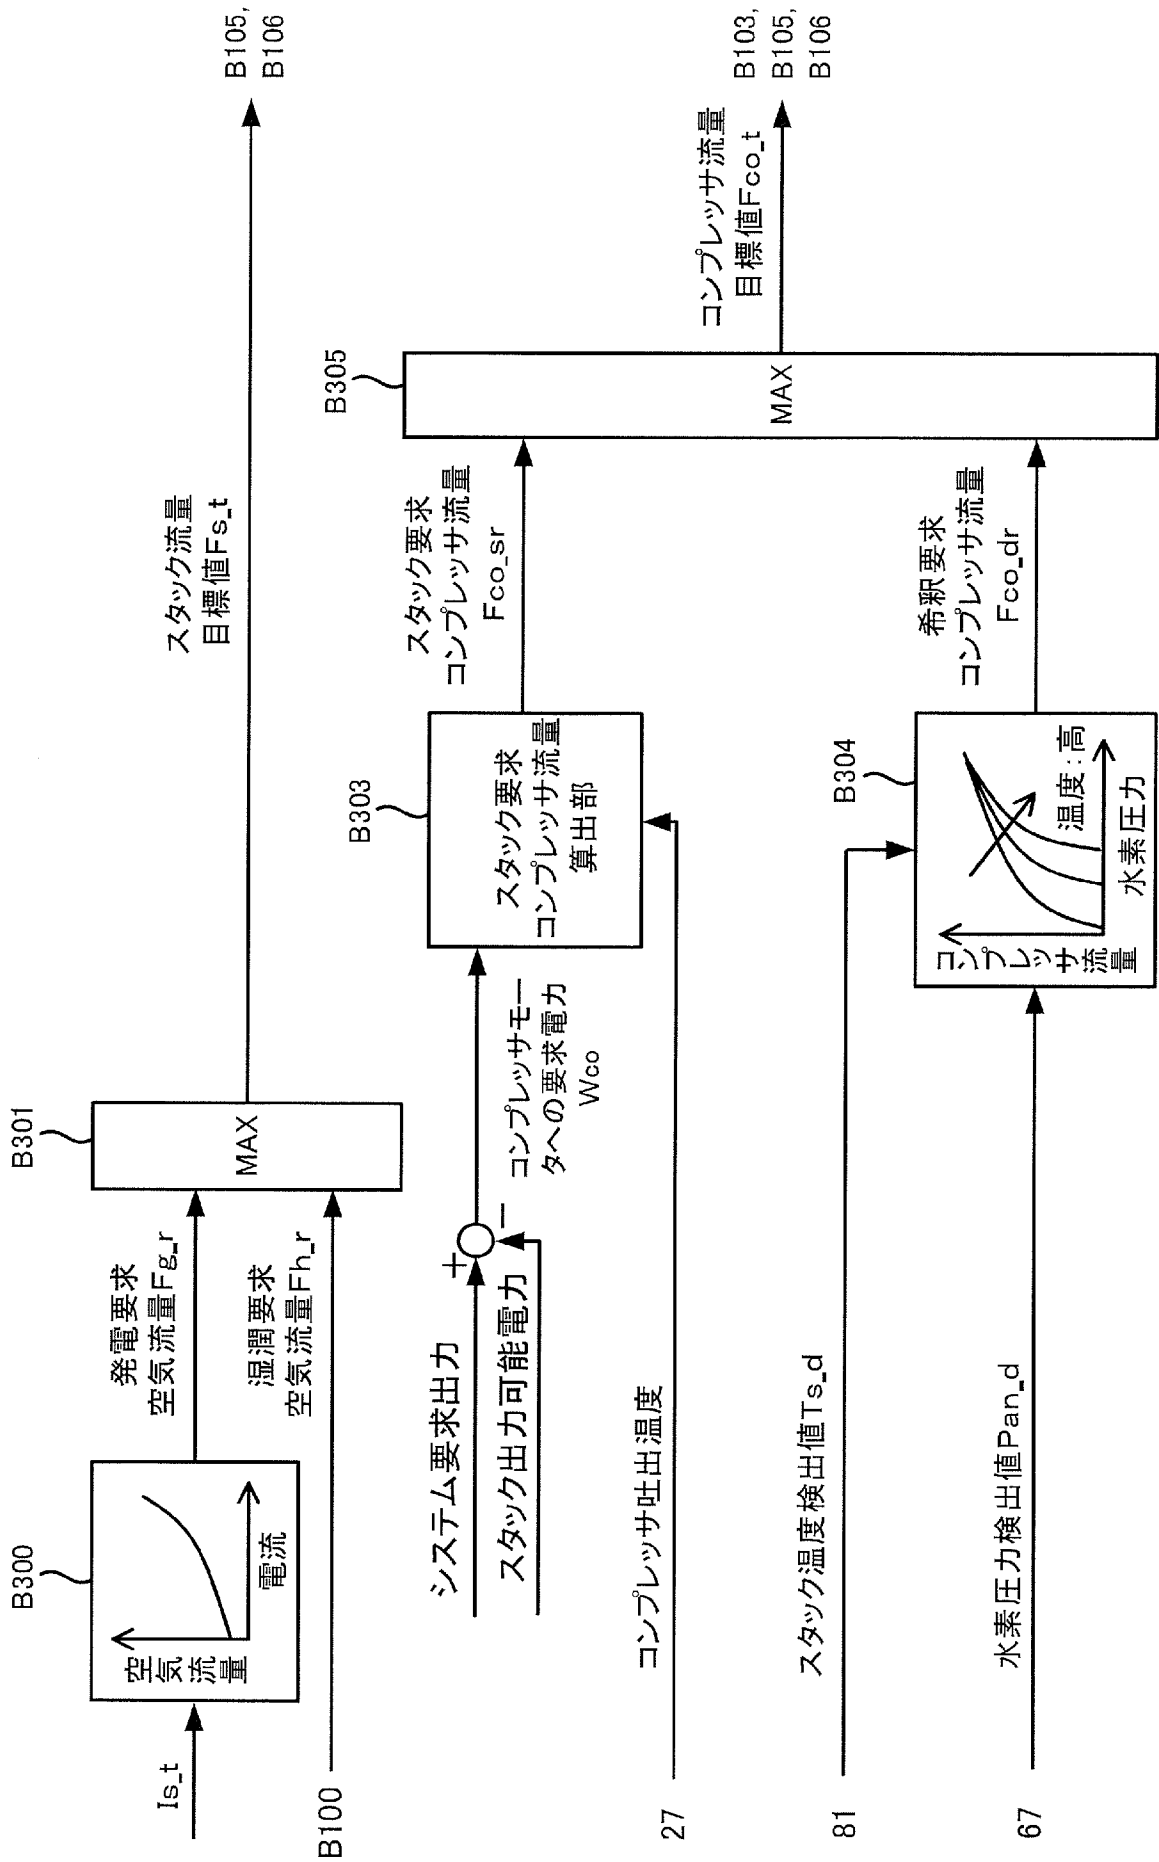 Is_t
B300
空気流量
電流
発電要求
空気流量Fg_r
B100
湿潤要求
空気流量Fh_r
B301
MAX
スタック流量
目標値Fs_t
B105,
B106
システム要求出力
スタック出力可能電力
+
−
コンプレッサモー
タへの要求電力
Wco
27
コンプレッサ吐出温度
B303
スタック要求
コンプレッサ流量
算出部
スタック要求
コンプレッサ流量
Fco_sr
81
スタック温度検出値Ts_d
67
水素圧力検出値Pan_d
B304
コンプレッサ流量
温度:高
水素圧力
希釈要求
コンプレッサ流量
Fco_dr
B305
MAX
コンプレッサ流量
目標値Fco_t
B103,
B105,
B106